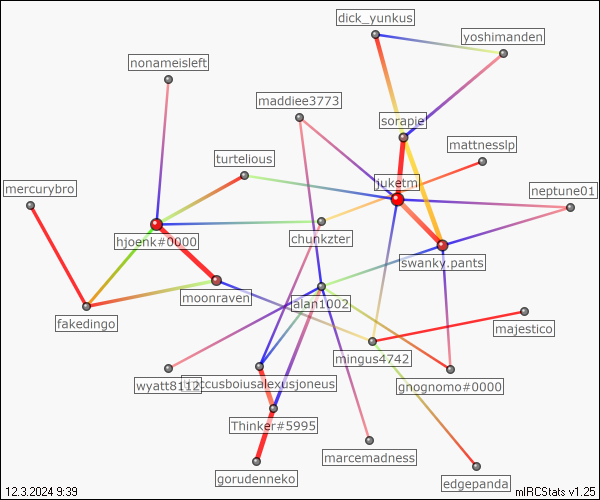 dick_yunkus
yoshimanden
nonameisleft
maddiee3773
sorapie
mattnesslp
turtelious
juketm
mercurybro
neptune01
hjoenk#0000
chunkzter
swanky.pants
moonraven
alan1002
fakedingo
majestico
mingus4742
wyatt8112
gnognomo#0000
Thinker#5995
marcemadness
gorudenneko
edgepanda
12.3.2024 9:39
mIRCStats v1.25